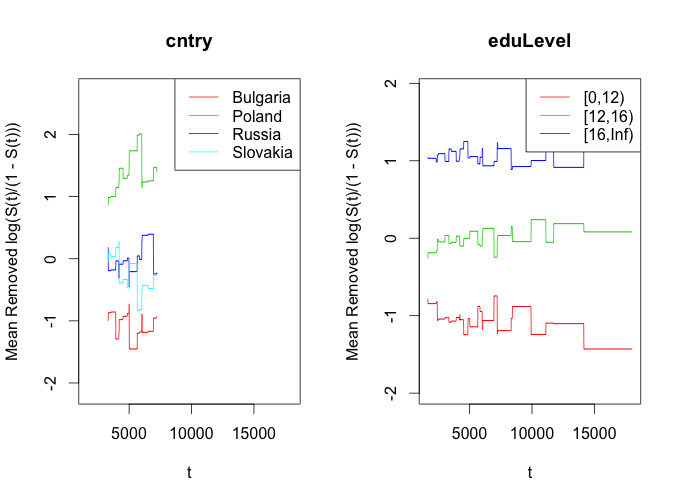 cntry
Mean Removed log(S(t)/(1 - S(t)))
2
1
0
-1
-2
Bulgaria
Poland
Russia
Slovakia
5000 10000 15000
t
eduLevel
Mean Removed log(S(t)/(1 - S(t)))
2
1
0
-1
-2
[0,12)
[12,16)
[16,Inf)
5000 10000 15000
t